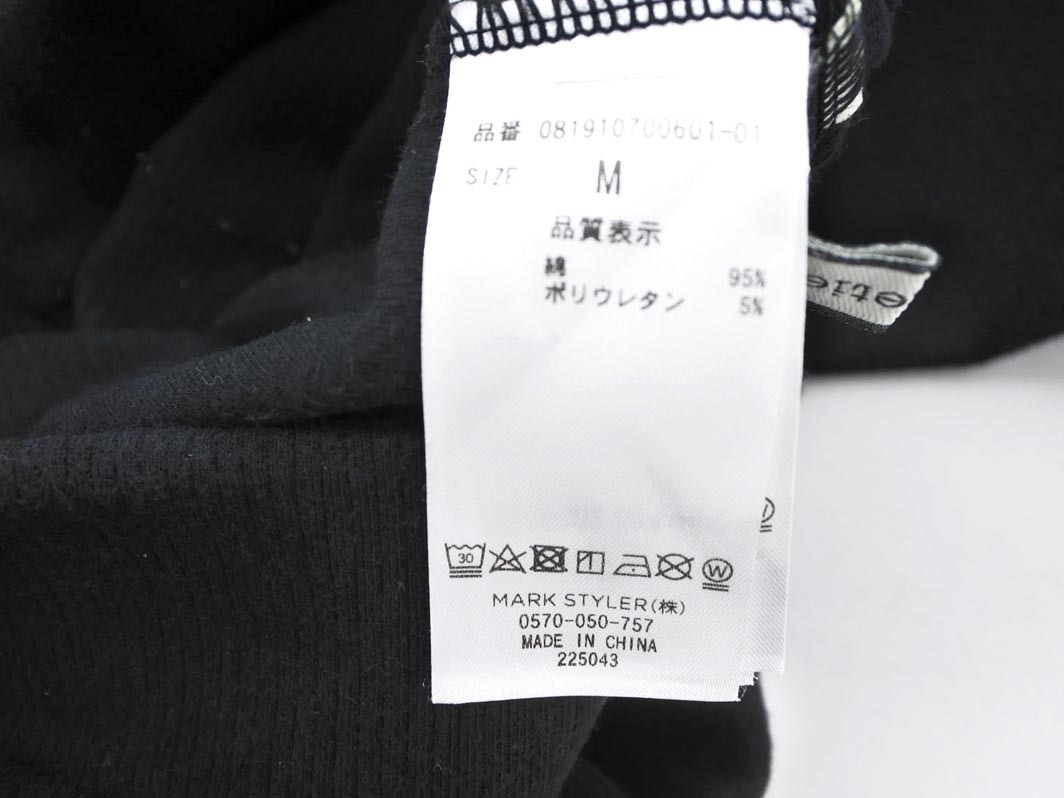 品番 081910700601-01
SIZE M
品質表示
綿 95%
ポリウレタン 5%
30
W
MARK STYLER(株)
0570-050-757
MADE IN CHINA
225043